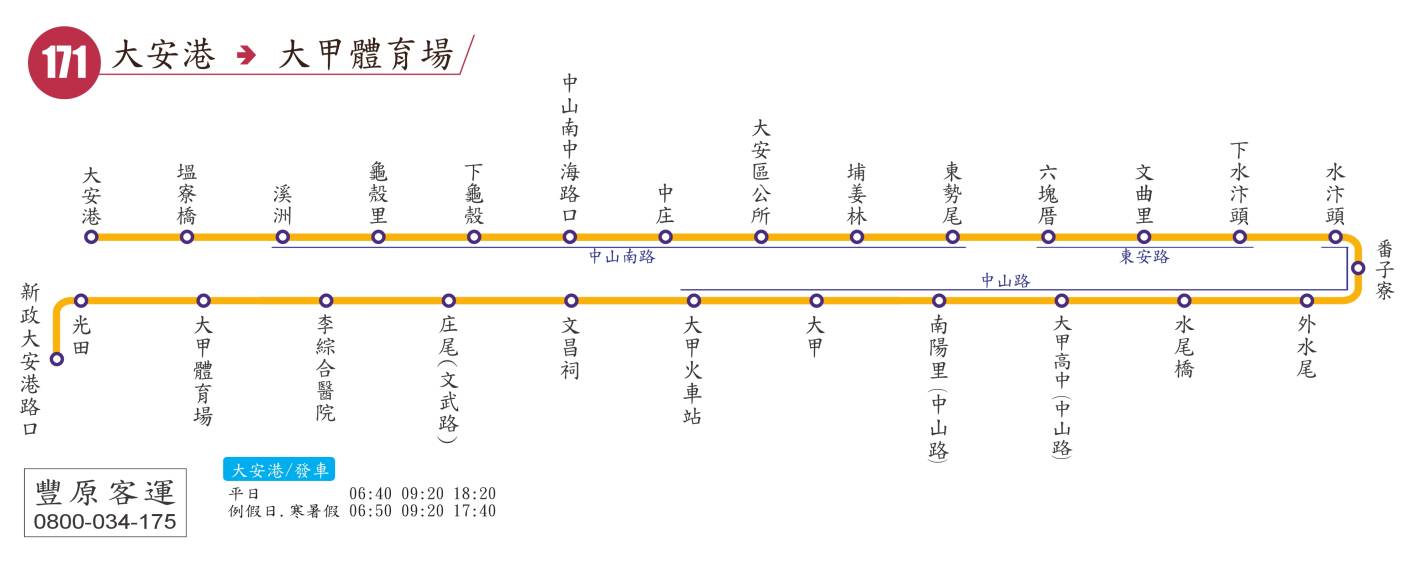 171 大安港 → 大甲體育場
大安港
塭寮橋
溪洲
龜殼里
下龜殼
中山南中海路口
中庄
大安區公所
埔姜林
東勢尾
六塊厝
文曲里
下水汴頭
水汴頭
中山南路
東安路
番子寮
中山路
外水尾
水尾橋
大甲高中(中山路)
南陽里(中山路)
大甲
大甲火車站
文昌祠
庄尾(文武路)
李綜合醫院
大甲體育場
光田
新政大安港路口
大安港/發車
平日 06:40 09:20 18:20
例假日.寒暑假 06:50 09:20 17:40
豐原客運
0800-034-175